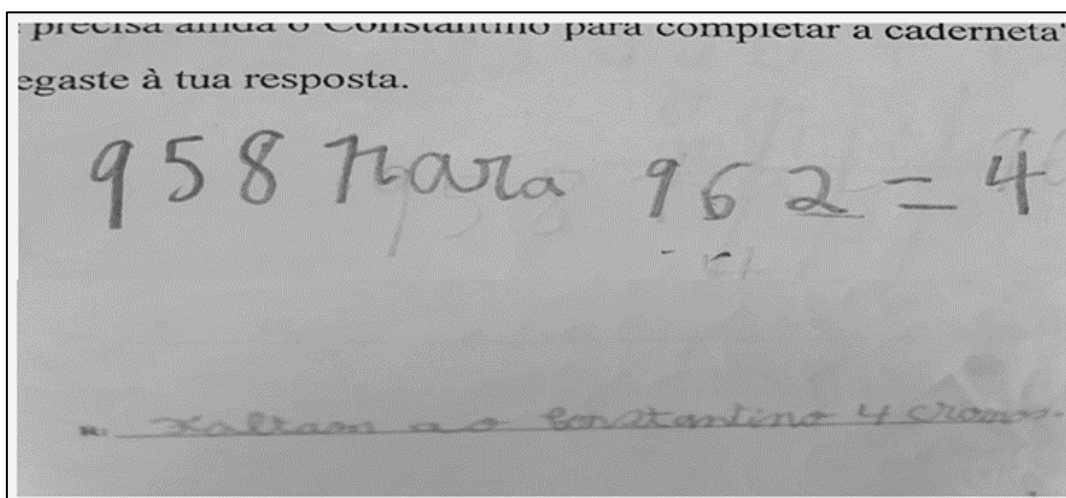 precisa ainda o Constantino para completar a caderneta
egaste à tua resposta.
958 para 962 = 4
R: Faltam ao Constantino 4 cromos.